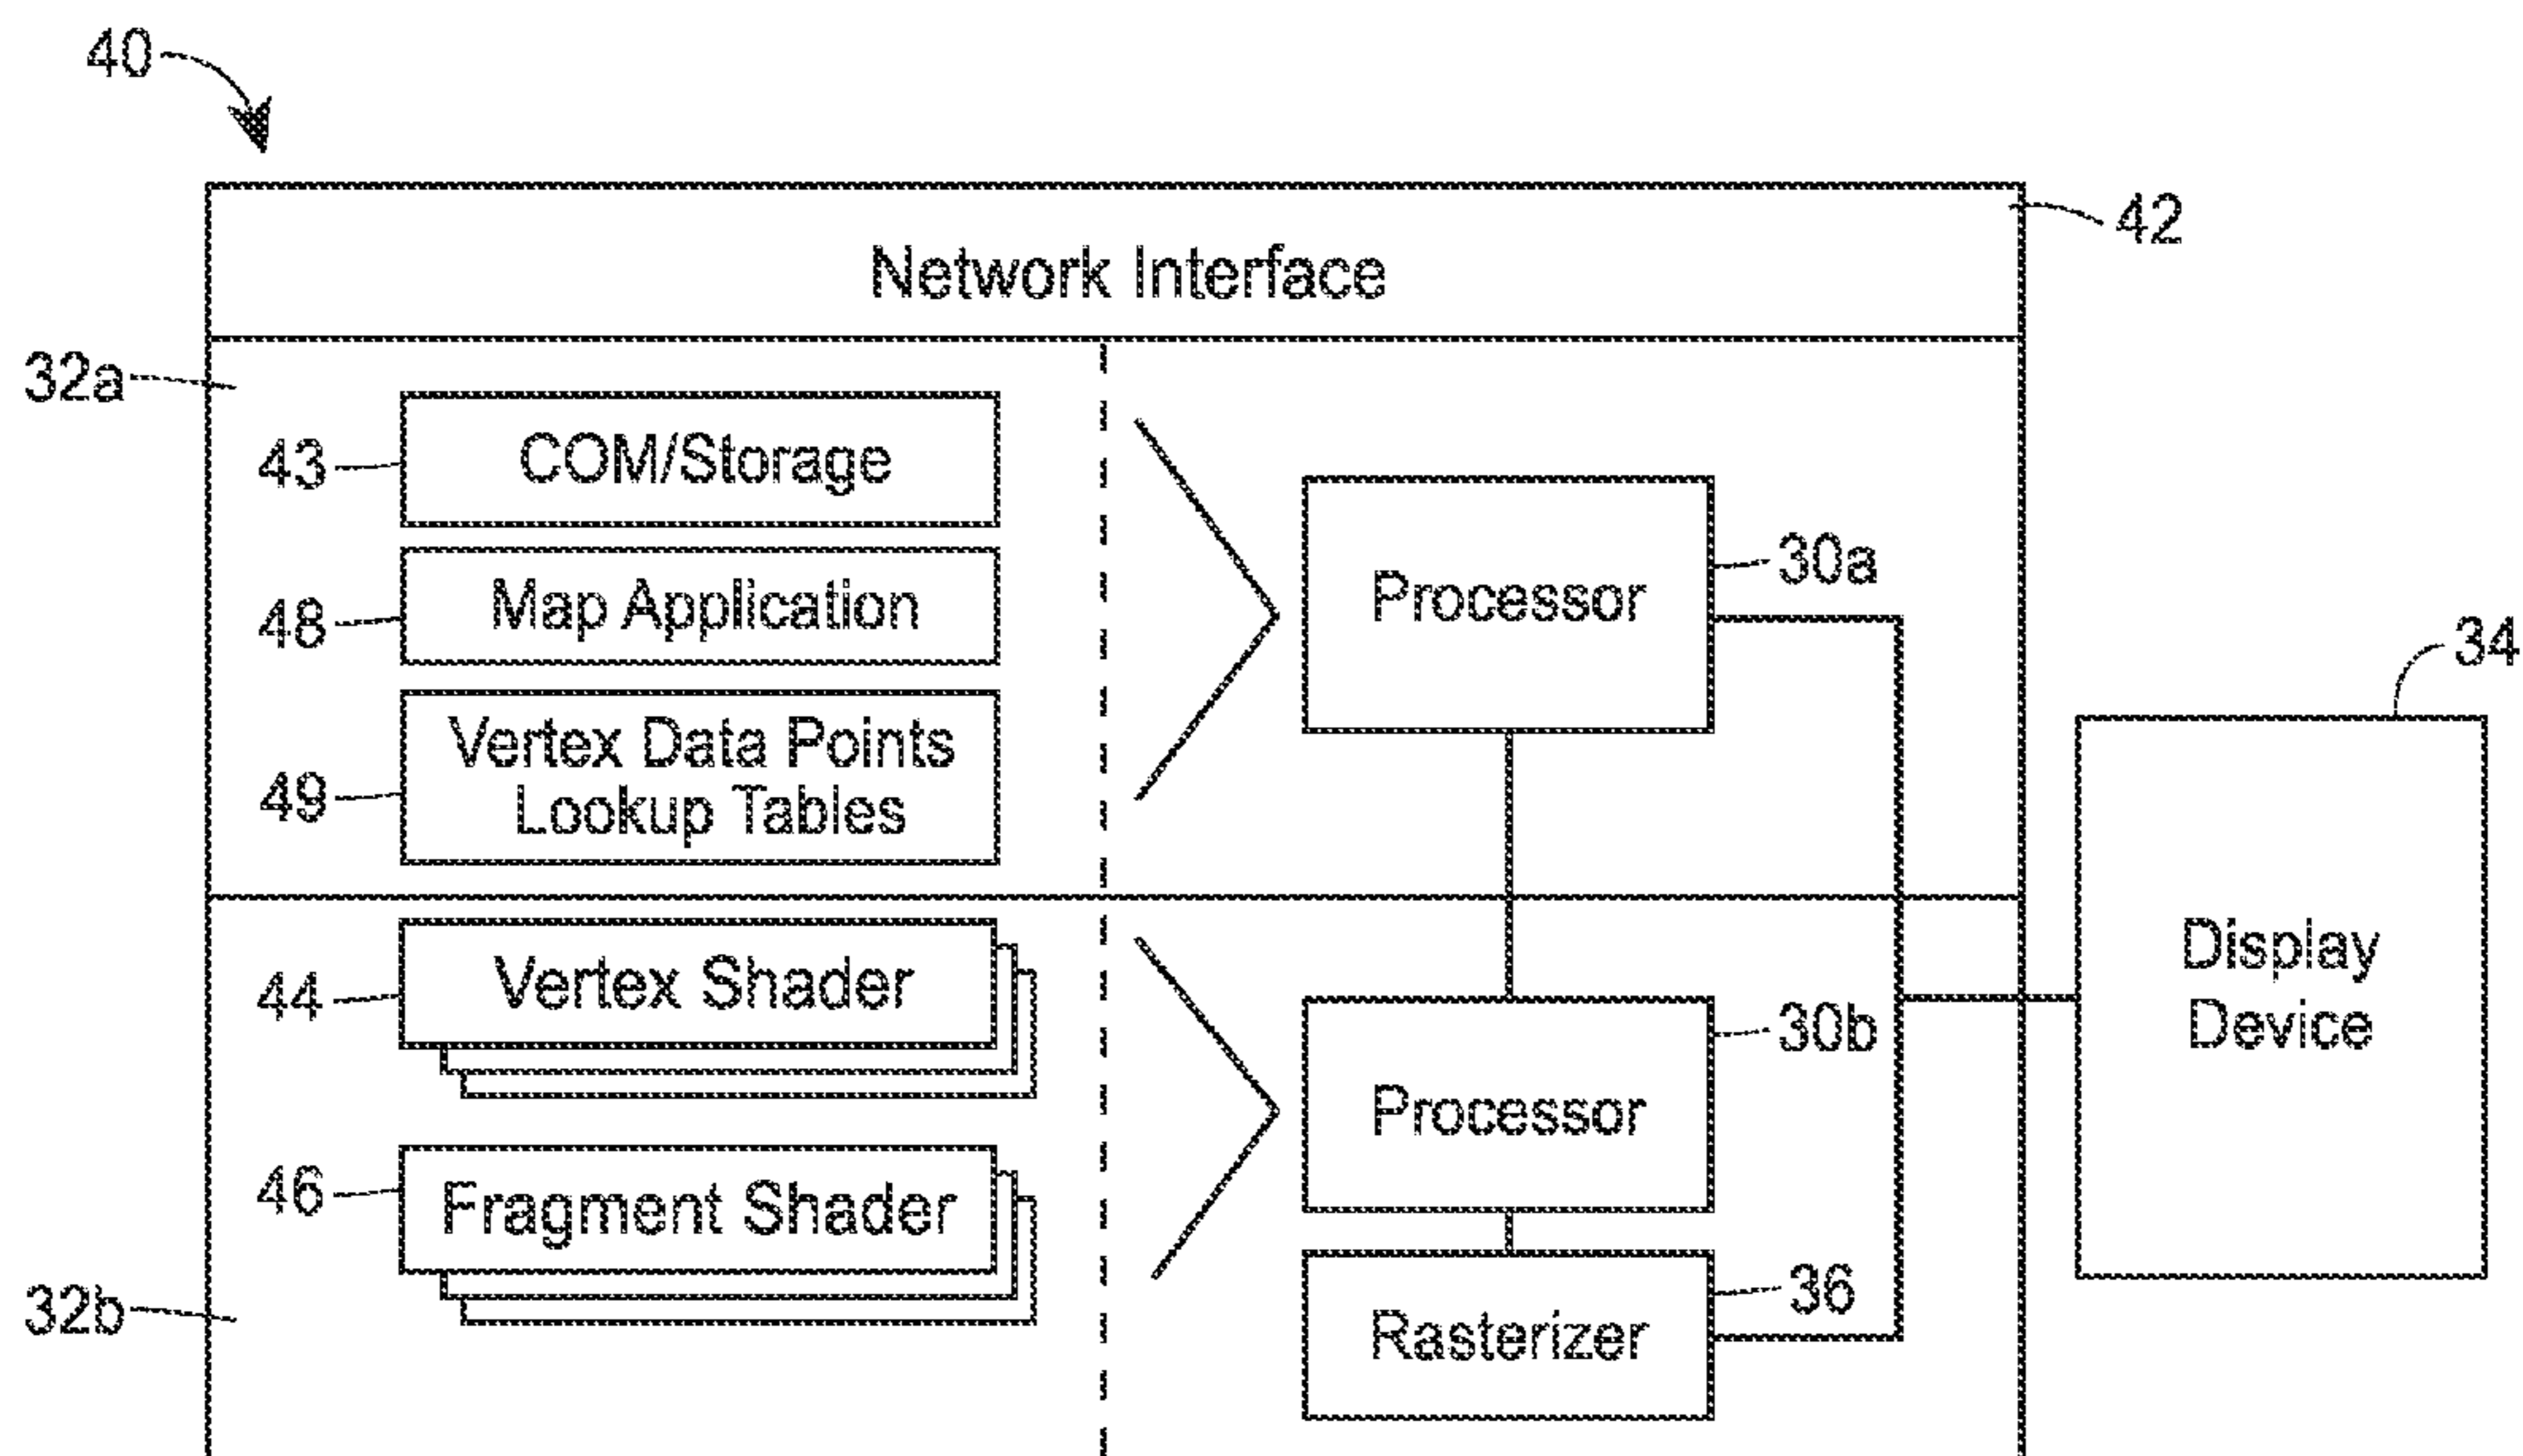 40
42
Network Interface
32a
43
COM/Storage
48
Map Application
49
Vertex Data Points
Lookup Tables
Processor
30a
34
Display
Device
44
Vertex Shader
46
Fragment Shader
32b
Processor
30b
Rasterizer
36